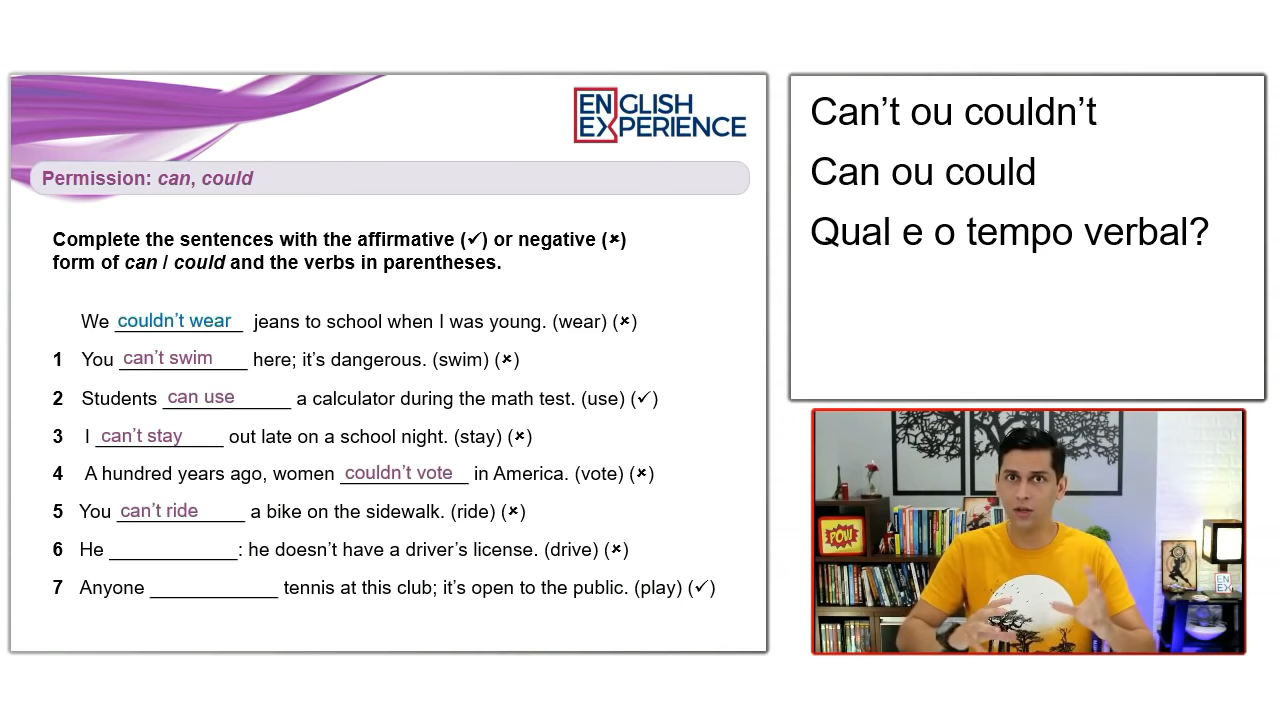 ENGLISH
EXPERIENCE
Permission: can, could
Complete the sentences with the affirmative (✓) or negative (×)
form of can / could and the verbs in parentheses.
We couldn't wear jeans to school when I was young. (wear) (×)
1 You can't swim here; it's dangerous. (swim) (×)
2 Students can use a calculator during the math test. (use) (✓)
3 I can't stay out late on a school night. (stay) (×)
4 A hundred years ago, women couldn't vote in America. (vote) (×)
5 You can't ride a bike on the sidewalk. (ride) (×)
6 He ____________: he doesn't have a driver's license. (drive) (×)
7 Anyone ____________ tennis at this club; it's open to the public. (play) (✓)
Can't ou couldn't
Can ou could
Qual e o tempo verbal?
POW
EN
EX